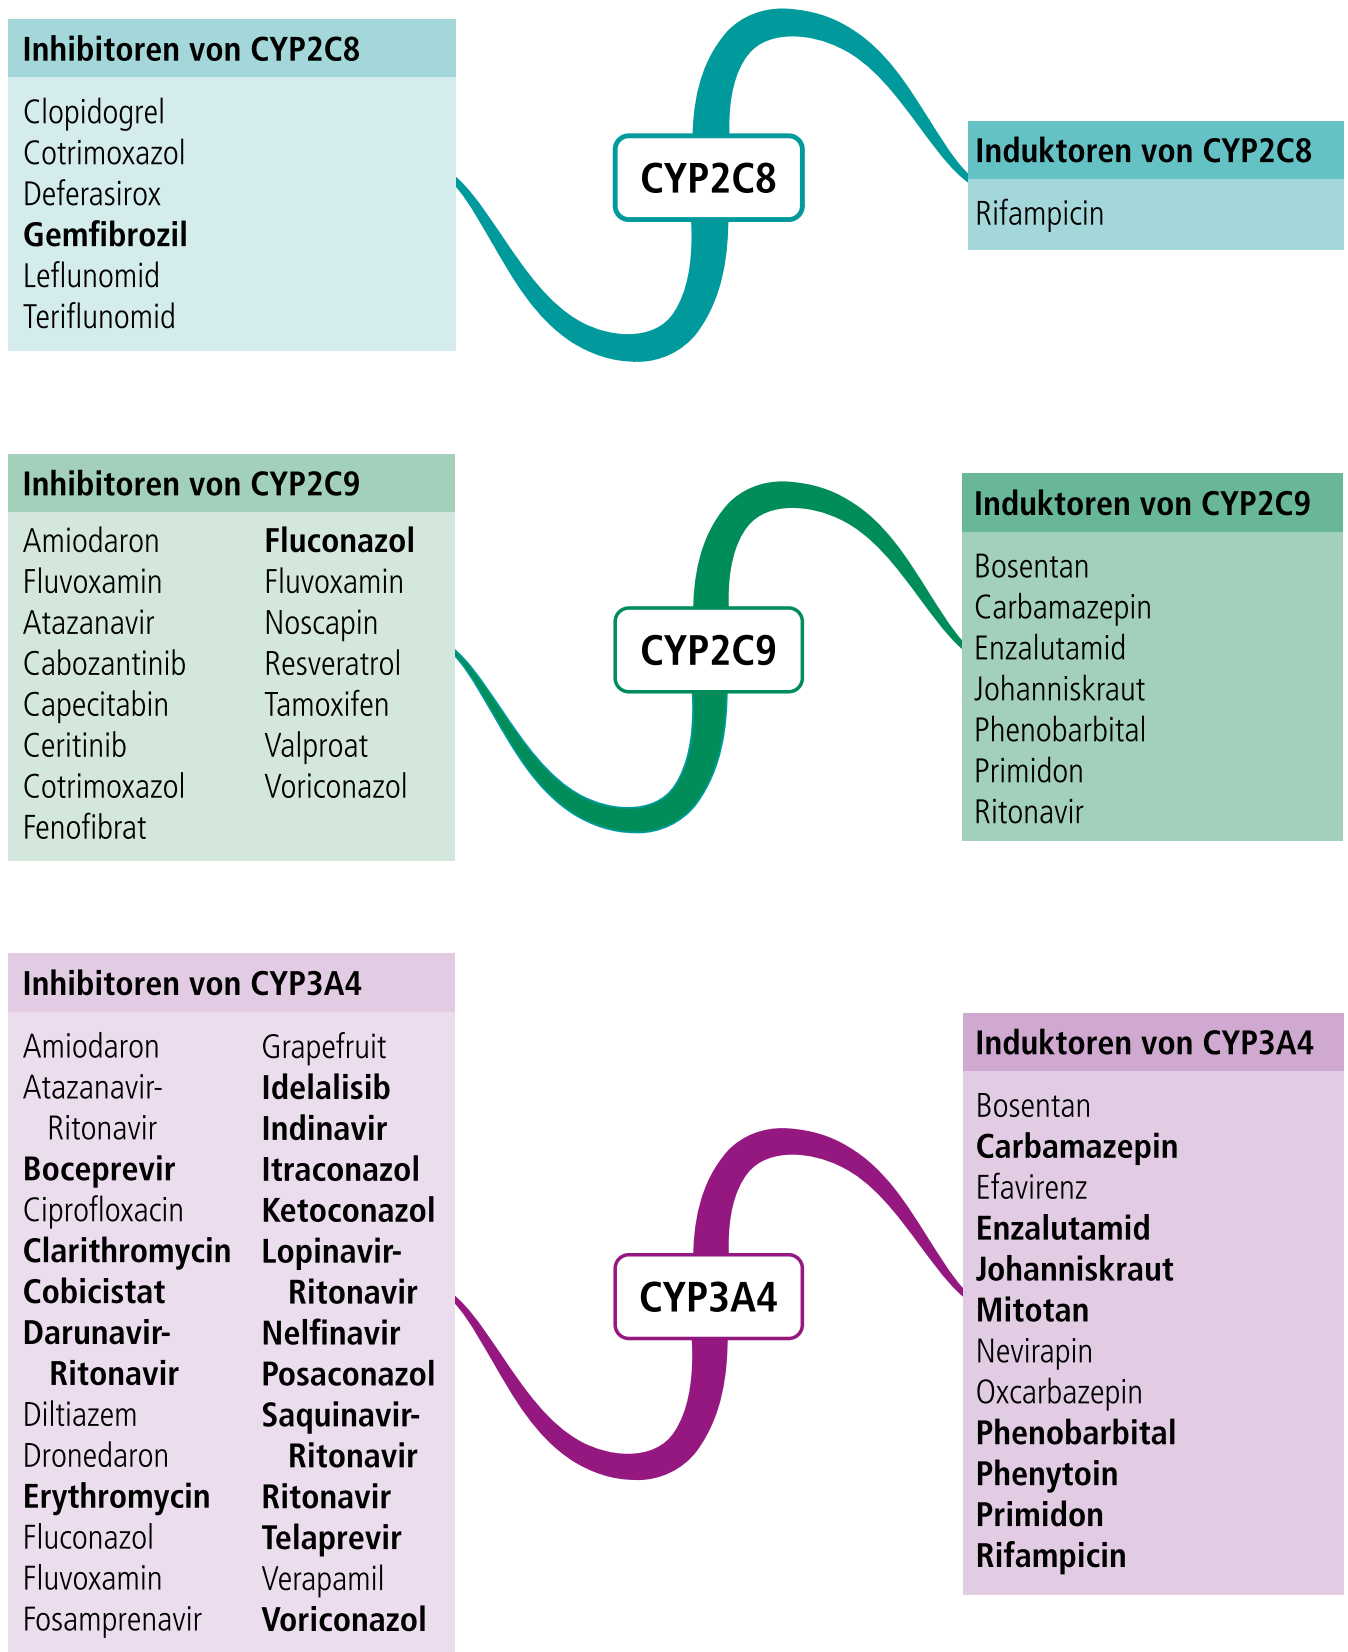 Inhibitoren von CYP2C8
Clopidogrel
Cotrimoxazol
Deferasirox
Gemfibrozil
Leflunomid
Teriflunomid
CYP2C8
Induktoren von CYP2C8
Rifampicin
Inhibitoren von CYP2C9
Amiodaron
Fluvoxamin
Atazanavir
Cabozantinib
Capecitabin
Ceritinib
Cotrimoxazol
Fenofibrat
Fluconazol
Fluvoxamin
Noscapin
Resveratrol
Tamoxifen
Valproat
Voriconazol
CYP2C9
Induktoren von CYP2C9
Bosentan
Carbamazepin
Enzalutamid
Johanniskraut
Phenobarbital
Primidon
Ritonavir
Inhibitoren von CYP3A4
Amiodaron
Atazanavir-
Ritonavir
Boceprevir
Ciprofloxacin
Clarithromycin
Cobicistat
Darunavir-
Ritonavir
Diltiazem
Dronedaron
Erythromycin
Fluconazol
Fluvoxamin
Fosamprenavir
Grapefruit
Idelalisib
Indinavir
Itraconazol
Ketoconazol
Lopinavir-
Ritonavir
Nelfinavir
Posaconazol
Saquinavir-
Ritonavir
Ritonavir
Telaprevir
Verapamil
Voriconazol
CYP3A4
Induktoren von CYP3A4
Bosentan
Carbamazepin
Efavirenz
Enzalutamid
Johanniskraut
Mitotan
Nevirapin
Oxcarbazepin
Phenobarbital
Phenytoin
Primidon
Rifampicin